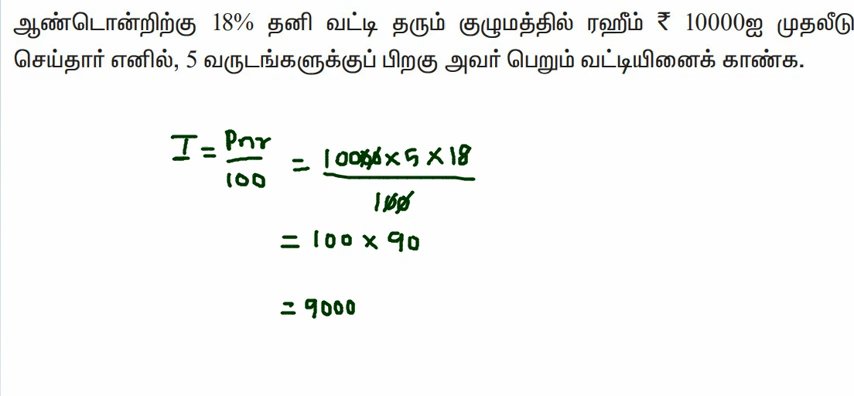 ஆண்டொன்றிற்கு 18% தனி வட்டி தரும் குழுமத்தில் ரஹீம் ₹ 10000ஐ முதலீடு
செய்தார் எனில், 5 வருடங்களுக்குப் பிறகு அவர் பெறும் வட்டியினைக் காண்க.
I = Pnr/100 = 10000 × 5 × 18/100
= 100 × 90
= 9000